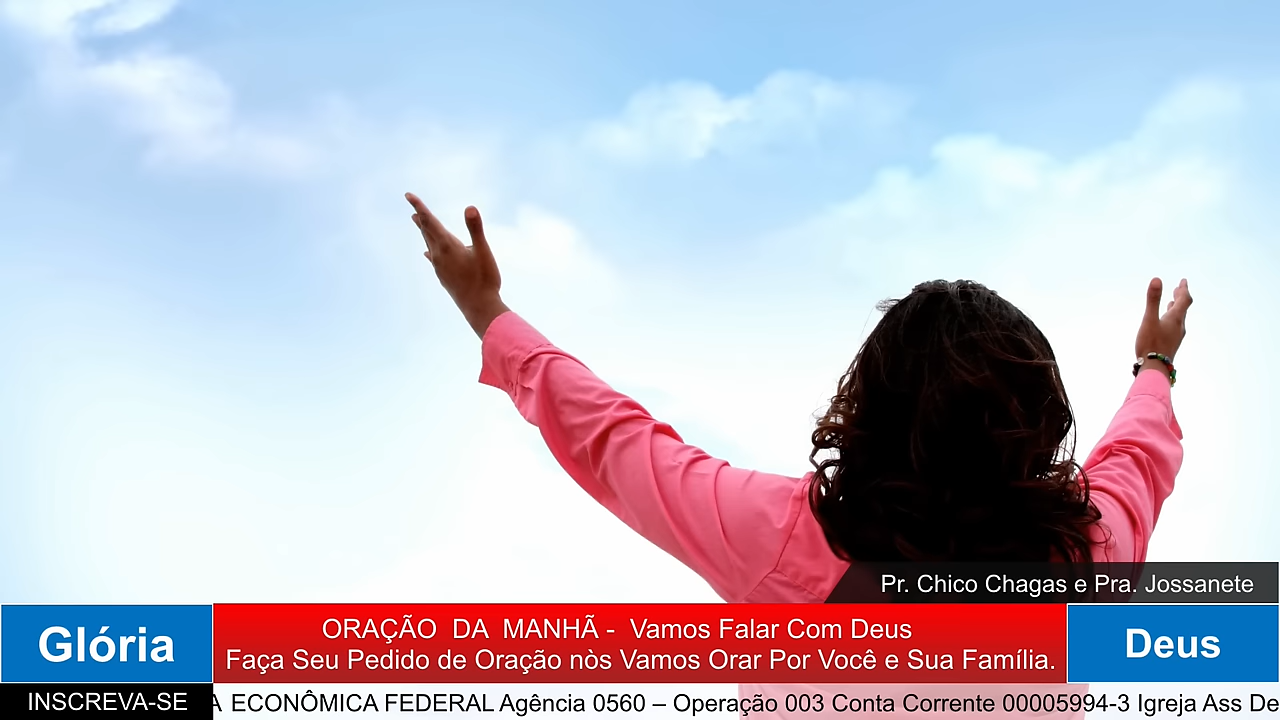 Pr. Chico Chagas e Pra. Jossanete
Glória
ORAÇÃO DA MANHÃ - Vamos Falar Com Deus
Faça Seu Pedido de Oração nòs Vamos Orar Por Você e Sua Família.
Deus
INSCREVA-SE
A ECONÔMICA FEDERAL Agência 0560 – Operação 003 Conta Corrente 00005994-3 Igreja Ass De